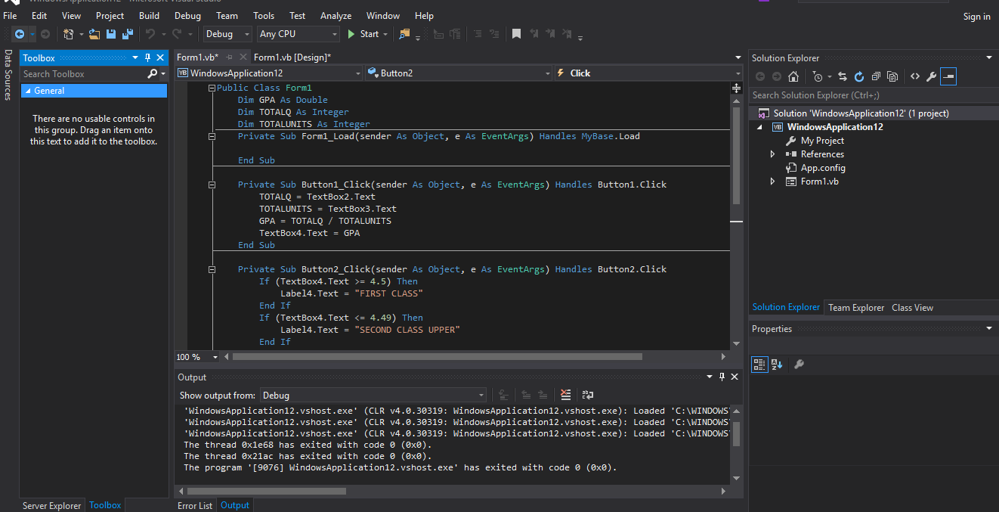 WindowsApplication12 - Microsoft Visual Studio
File Edit View Project Build Debug Team Tools Test Analyze Window Help
Sign in
Debug Any CPU Start
Data Sources
Toolbox
Search Toolbox
General
There are no usable controls in
this group. Drag an item onto
this text to add it to the toolbox.
Server Explorer Toolbox
Form1.vb* Form1.vb [Design]*
VB WindowsApplication12 Button2 Click
Public Class Form1
Dim GPA As Double
Dim TOTALQ As Integer
Dim TOTALUNITS As Integer
Private Sub Form1_Load(sender As Object, e As EventArgs) Handles MyBase.Load
End Sub
Private Sub Button1_Click(sender As Object, e As EventArgs) Handles Button1.Click
TOTALQ = TextBox2.Text
TOTALUNITS = TextBox3.Text
GPA = TOTALQ / TOTALUNITS
TextBox4.Text = GPA
End Sub
Private Sub Button2_Click(sender As Object, e As EventArgs) Handles Button2.Click
If (TextBox4.Text >= 4.5) Then
Label4.Text = "FIRST CLASS"
End If
If (TextBox4.Text <= 4.49) Then
Label4.Text = "SECOND CLASS UPPER"
End If
100 %
Output
Show output from: Debug
'WindowsApplication12.vshost.exe' (CLR v4.0.30319: WindowsApplication12.vshost.exe): Loaded 'C:\WINDOWS
'WindowsApplication12.vshost.exe' (CLR v4.0.30319: WindowsApplication12.vshost.exe): Loaded 'C:\WINDOWS
'WindowsApplication12.vshost.exe' (CLR v4.0.30319: WindowsApplication12.vshost.exe): Loaded 'C:\WINDOWS
The thread 0x1e68 has exited with code 0 (0x0).
The thread 0x21ac has exited with code 0 (0x0).
The program '[9076] WindowsApplication12.vshost.exe' has exited with code 0 (0x0).
Error List Output
Solution Explorer
Search Solution Explorer (Ctrl+;)
Solution 'WindowsApplication12' (1 project)
VB WindowsApplication12
My Project
References
App.config
Form1.vb
Solution Explorer Team Explorer Class View
Properties